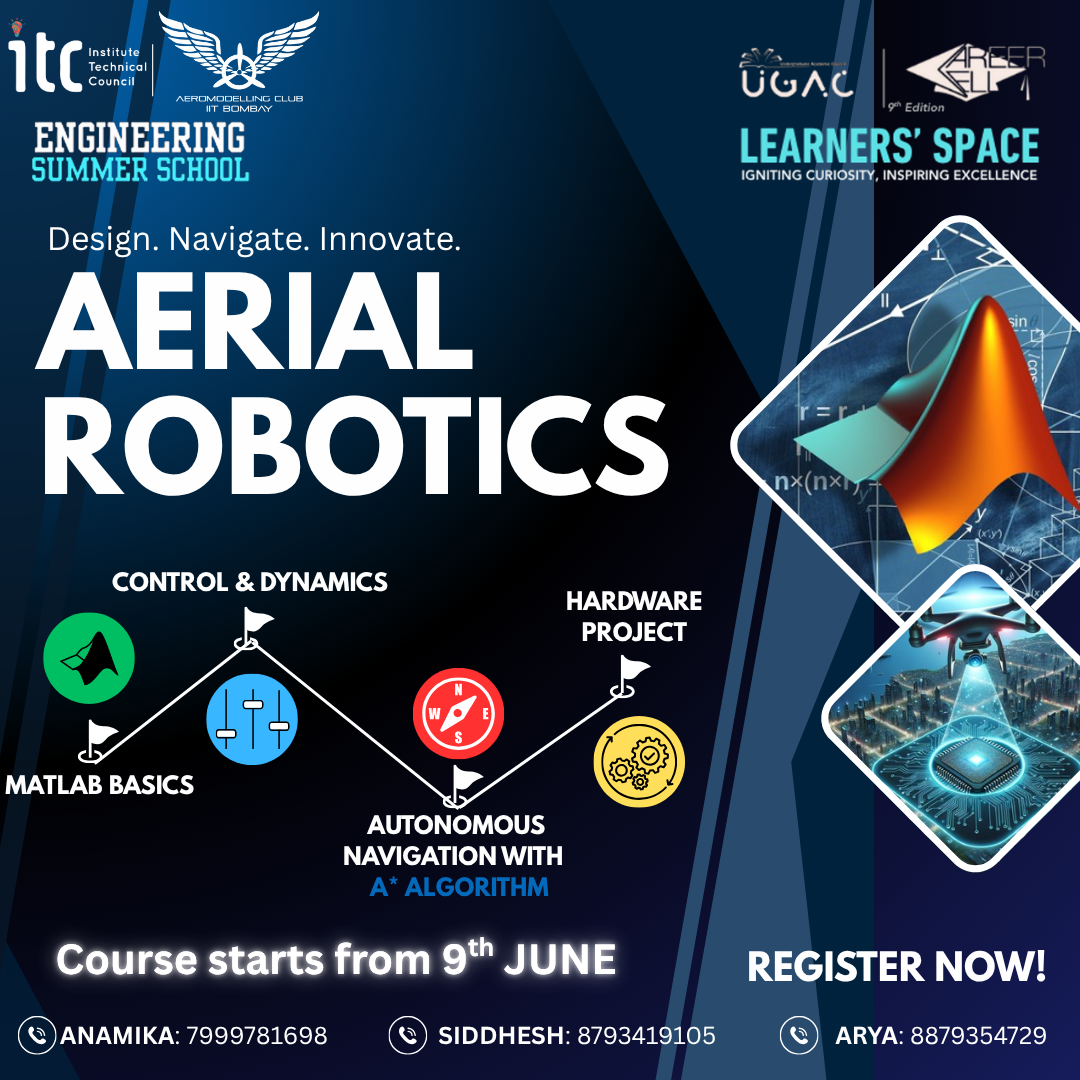 itc
Institute
Technical
Council
AEROMODELLING CLUB
IIT BOMBAY
ENGINEERING
SUMMER SCHOOL
UGAC
CAREER
CELL
9th Edition
LEARNERS' SPACE
IGNITING CURIOSITY, INSPIRING EXCELLENCE
Design. Navigate. Innovate.
AERIAL
ROBOTICS
CONTROL & DYNAMICS
HARDWARE
PROJECT
N
W E
S
MATLAB BASICS
AUTONOMOUS
NAVIGATION WITH
A* ALGORITHM
Course starts from 9th JUNE
REGISTER NOW!
ANAMIKA: 7999781698
SIDDHESH: 8793419105
ARYA: 8879354729